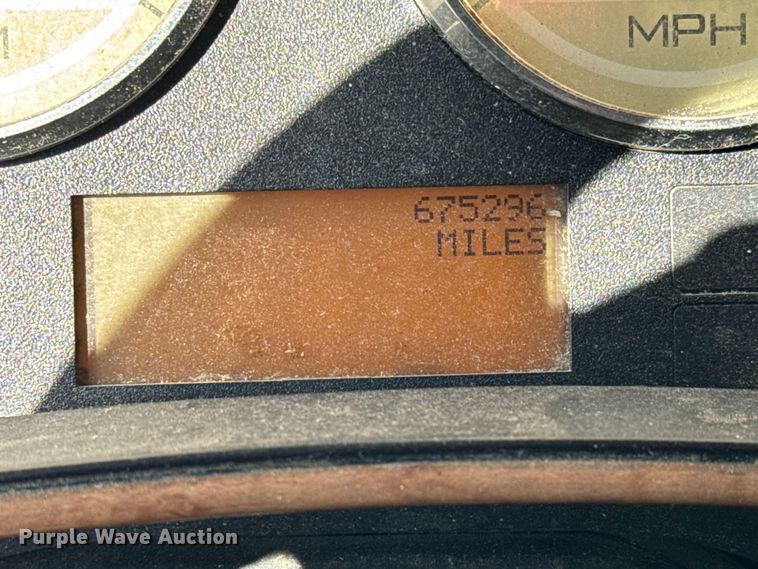 MPH
675296
MILES
Purple Wave Auction